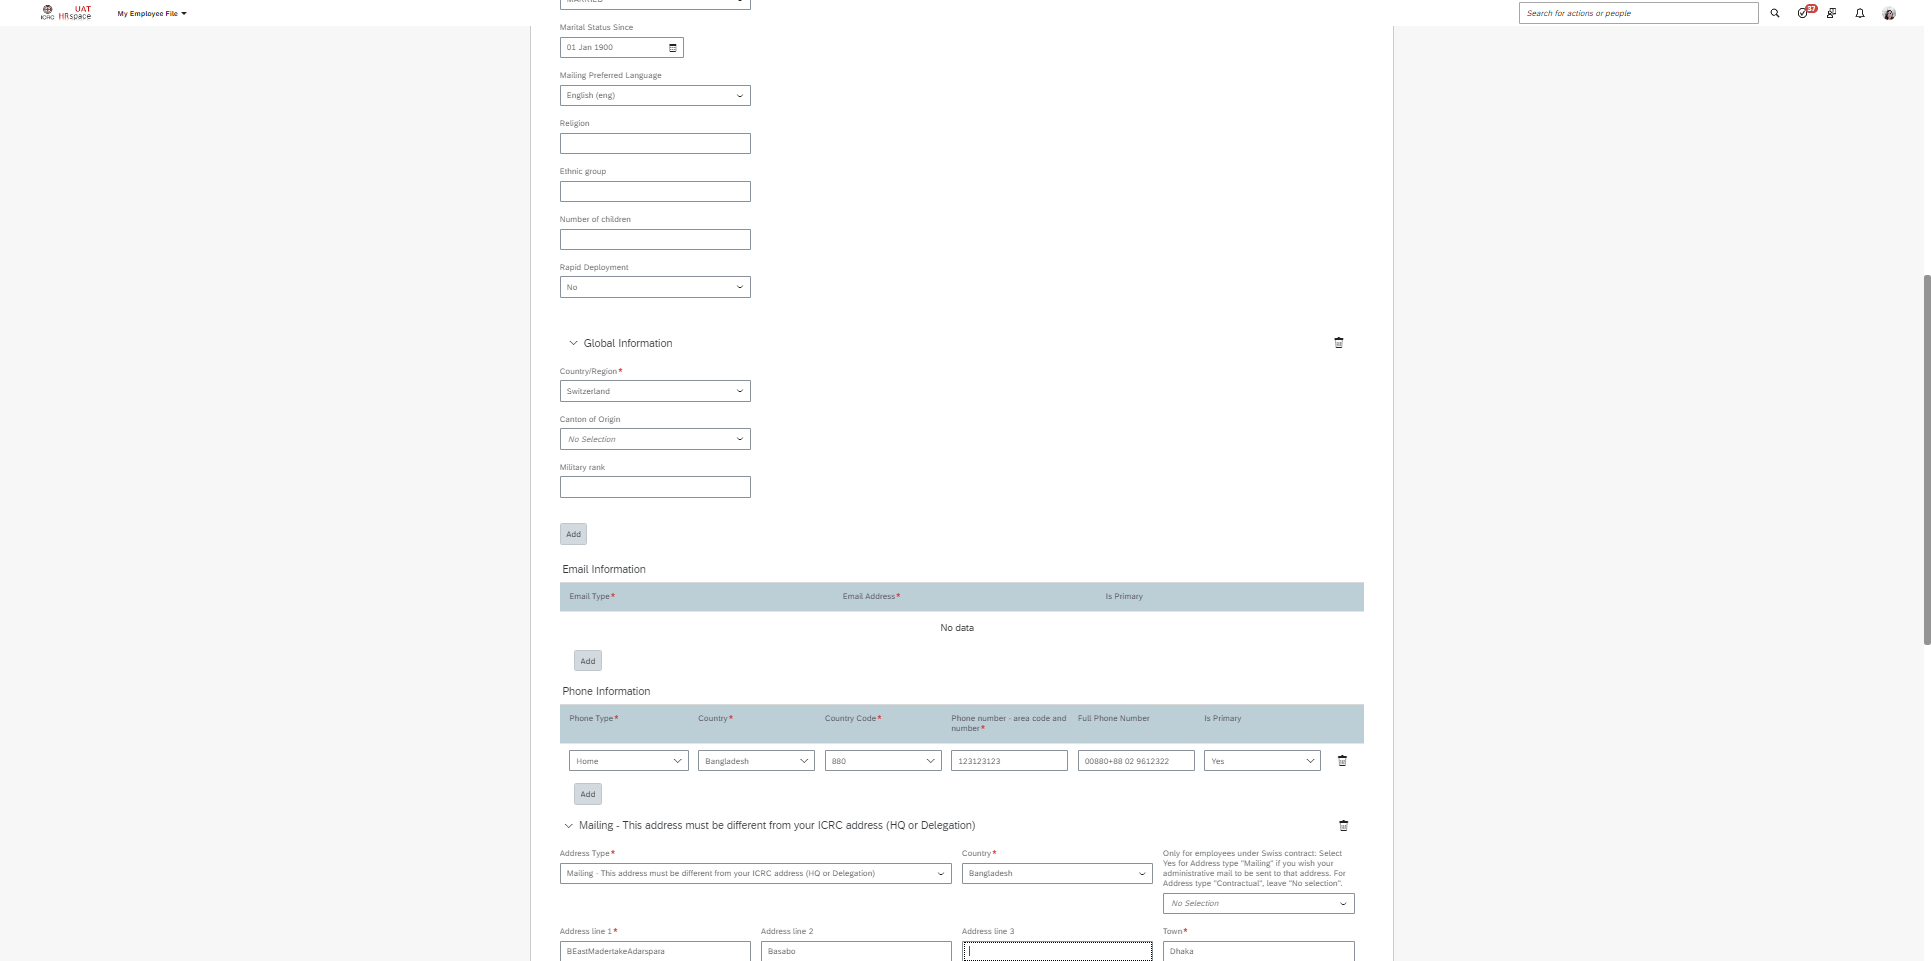 ICRC UAT HRspace My Employee File Search for actions or people 37
Marital Status Since
01 Jan 1900
Mailing Preferred Language
English (eng)
Religion
Ethnic group
Number of children
Rapid Deployment
No
Global Information
Country/Region*
Switzerland
Canton of Origin
No Selection
Military rank
Add
Email Information
Email Type* Email Address* Is Primary
No data
Add
Phone Information
Phone Type* Country* Country Code* Phone number - area code and number* Full Phone Number Is Primary
Home Bangladesh 880 123123123 00880+88 02 9612322 Yes
Add
Mailing - This address must be different from your ICRC address (HQ or Delegation)
Address Type* Country* Only for employees under Swiss contract: Select
Yes for Address type "Mailing" if you wish your
administrative mail to be sent to that address. For
Address type "Contractual", leave "No selection".
Mailing - This address must be different from your ICRC address (HQ or Delegation) Bangladesh
No Selection
Address line 1* Address line 2 Address line 3 Town*
BEastMadertakeAdarspara Basabo Dhaka